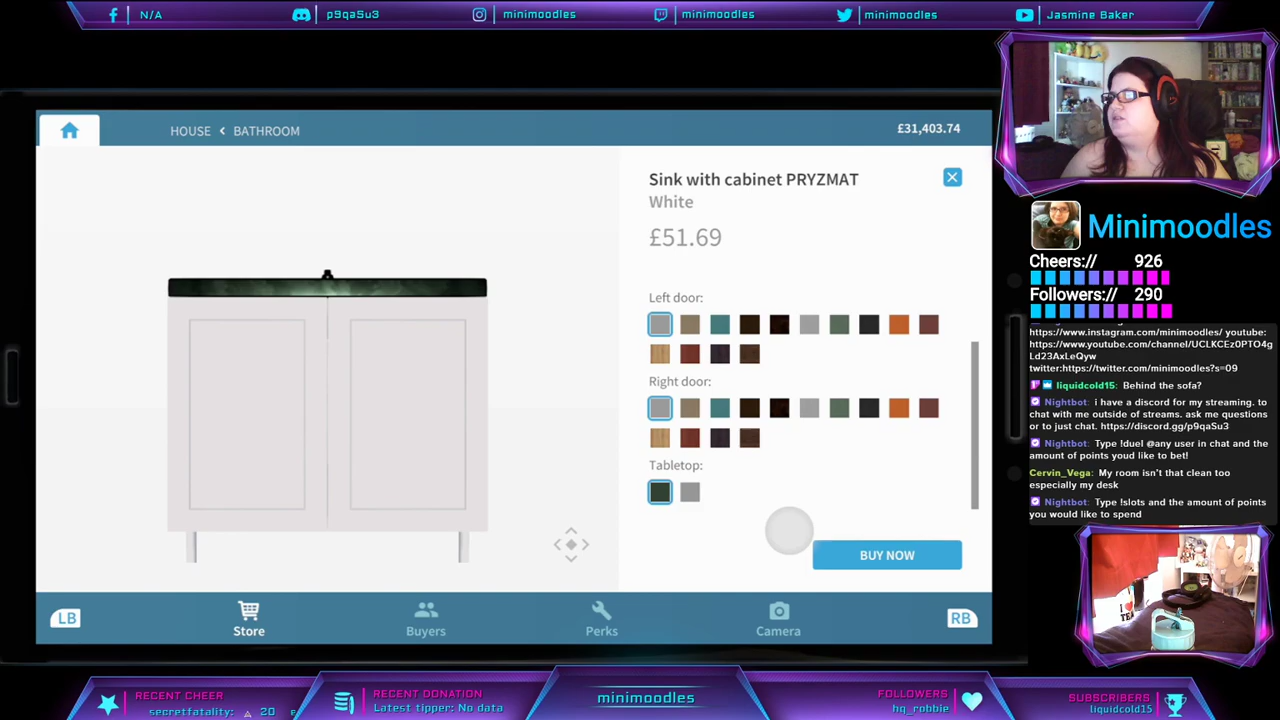 N/A
p9qaSu3
minimoodles
minimoodles
minimoodles
Jasmine Baker
HOUSE < BATHROOM
£31,403.74
Sink with cabinet PRYZMAT
White
£51.69
Left door:
Right door:
Tabletop:
BUY NOW
LB
Store
Buyers
Perks
Camera
RB
Minimoodles
Cheers:// 926
Followers:// 290
https://www.instagram.com/minimoodles/ youtube:
https://www.youtube.com/channel/UCLKCEz0PTO4g
Ld23AxLeQyw
twitter:https://twitter.com/minimoodles?s=09
liquidcold15: Behind the sofa?
Nightbot: i have a discord for my streaming. to
chat with me outside of streams. ask me questions
or to just chat. https://discord.gg/p9qaSu3
Nightbot: Type !duel @any user in chat and the
amount of points youd like to bet!
Cervin_Vega: My room isn't that clean too
especially my desk
Nightbot: Type !slots and the amount of points
you would like to spend
I
TEA
RECENT CHEER
secretfatality: 20
RECENT DONATION
Latest tipper: No data
minimoodles
FOLLOWERS
hq_robbie
SUBSCRIBERS
liquidcold15